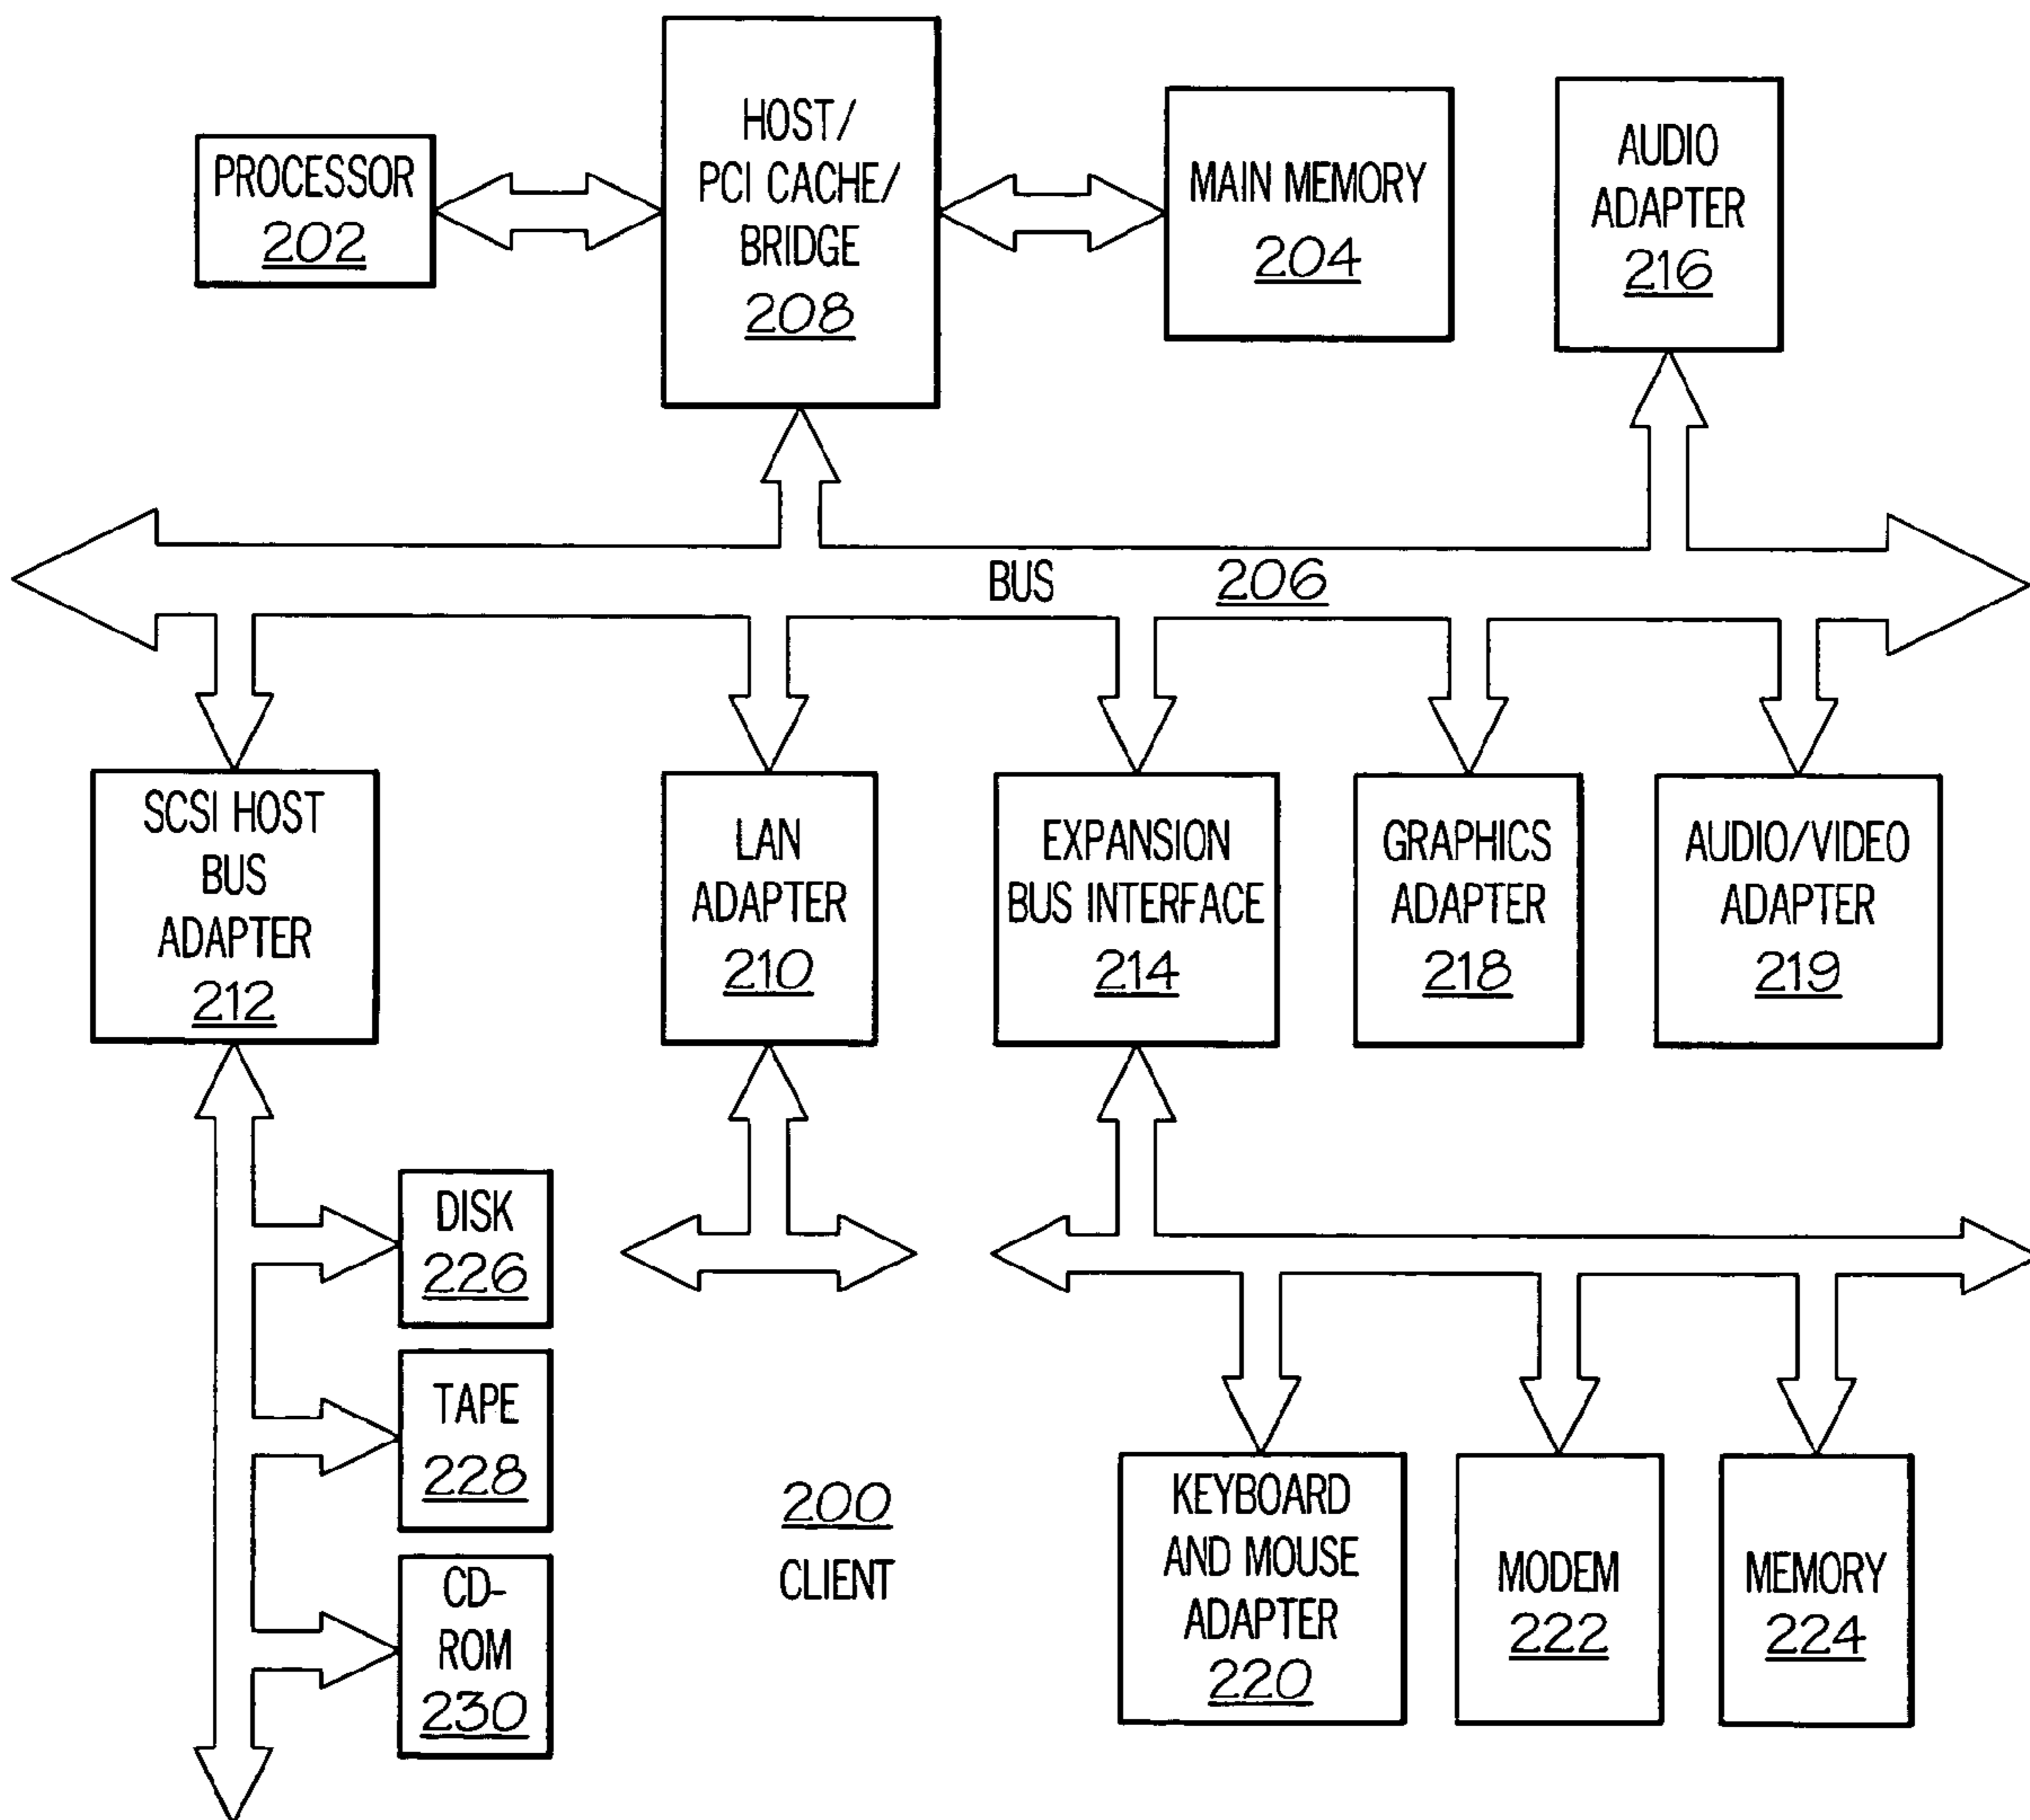 HOST/
PCI CACHE/
BRIDGE
208
PROCESSOR
202
MAIN MEMORY
204
AUDIO
ADAPTER
216
BUS 206
SCSI HOST
BUS
ADAPTER
212
LAN
ADAPTER
210
EXPANSION
BUS INTERFACE
214
GRAPHICS
ADAPTER
218
AUDIO/VIDEO
ADAPTER
219
DISK
226
TAPE
228
CD-
ROM
230
200
CLIENT
KEYBOARD
AND MOUSE
ADAPTER
220
MODEM
222
MEMORY
224